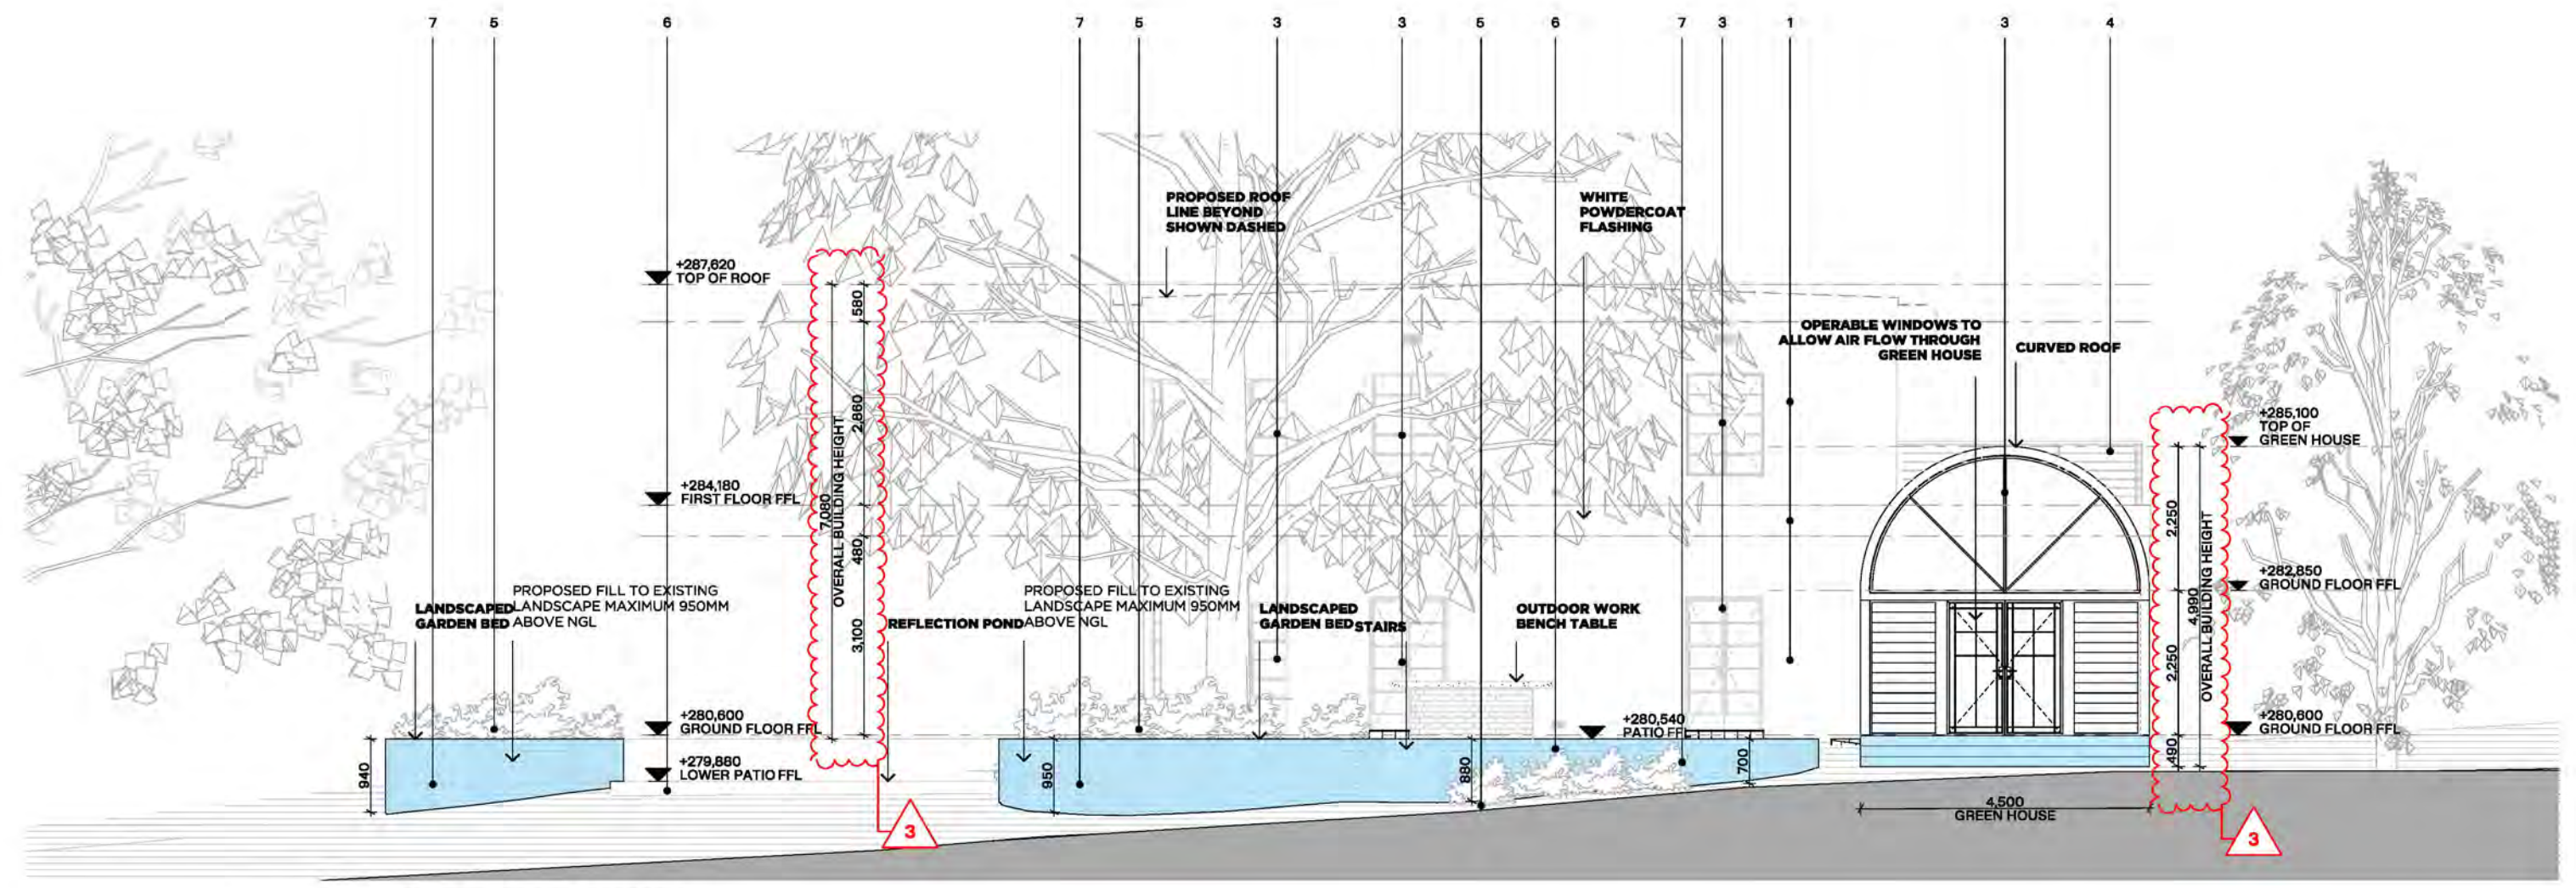 7
5
6
7
5
3
3
5
6
7
3
1
3
4
PROPOSED ROOF
LINE BEYOND
SHOWN DASHED
WHITE
POWDERCOAT
FLASHING
+287,620
TOP OF ROOF
580
OPERABLE WINDOWS TO
ALLOW AIR FLOW THROUGH
GREEN HOUSE
CURVED ROOF
2,860
+285,100
TOP OF
GREEN HOUSE
+284,180
FIRST FLOOR FFL
7,080
OVERALL BUILDING HEIGHT
480
2,250
+282,850
GROUND FLOOR FFL
4,990
OVERALL BUILDING HEIGHT
LANDSCAPED
GARDEN BED
PROPOSED FILL TO EXISTING
LANDSCAPE MAXIMUM 950MM
ABOVE NGL
3,100
REFLECTION POND
PROPOSED FILL TO EXISTING
LANDSCAPE MAXIMUM 950MM
ABOVE NGL
LANDSCAPED
GARDEN BED
STAIRS
OUTDOOR WORK
BENCH TABLE
2,250
+280,600
GROUND FLOOR FFL
+280,540
PATIO FFL
+280,600
GROUND FLOOR FFL
+279,880
LOWER PATIO FFL
940
950
880
700
490
4,500
GREEN HOUSE
3
3